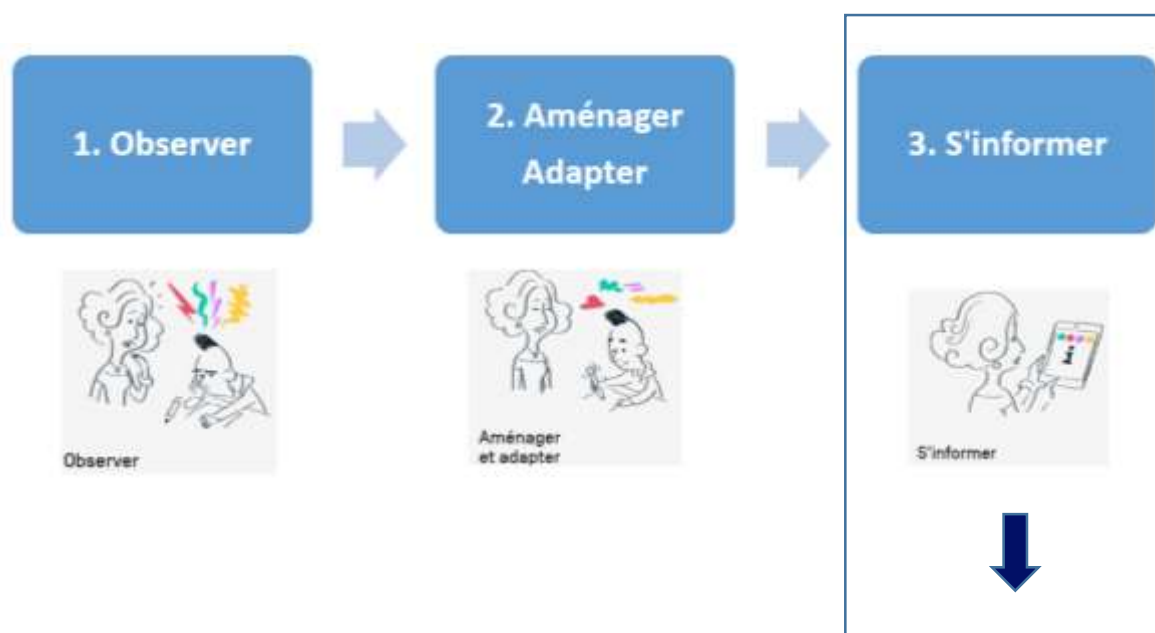 1. Observer
2. Aménager
Adapter
3. S'informer
Observer
Aménager
et adapter
S'informer